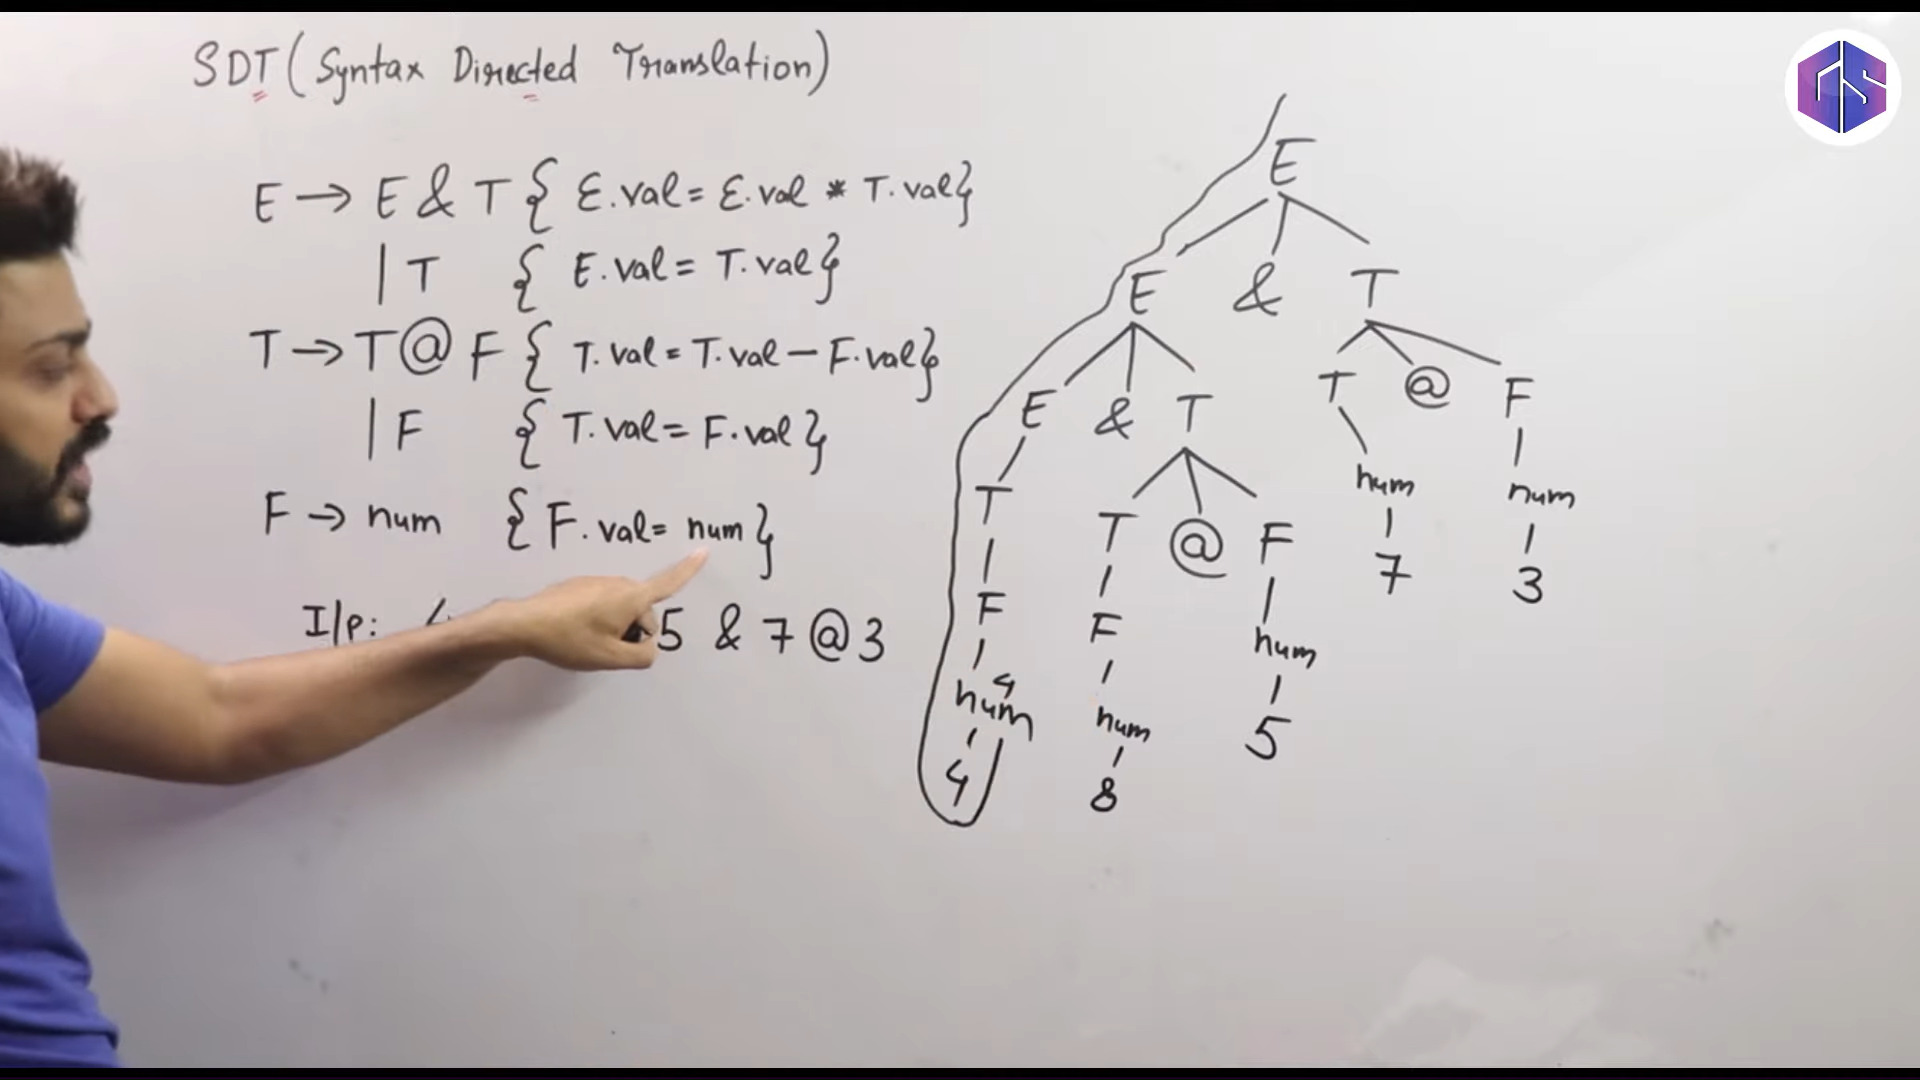 SDT (Syntax Directed Translation)
E → E & T { E.val = E.val * T.val}
| T { E.val = T.val}
T → T @ F { T.val = T.val - F.val}
| F { T.val = F.val}
F → num { F.val = num}
I/p: 5 & 7 @ 3
E
E & T
E & T T @ F
T T @ F num num
F F num 7 3
num 4 num 5
4 8
GS